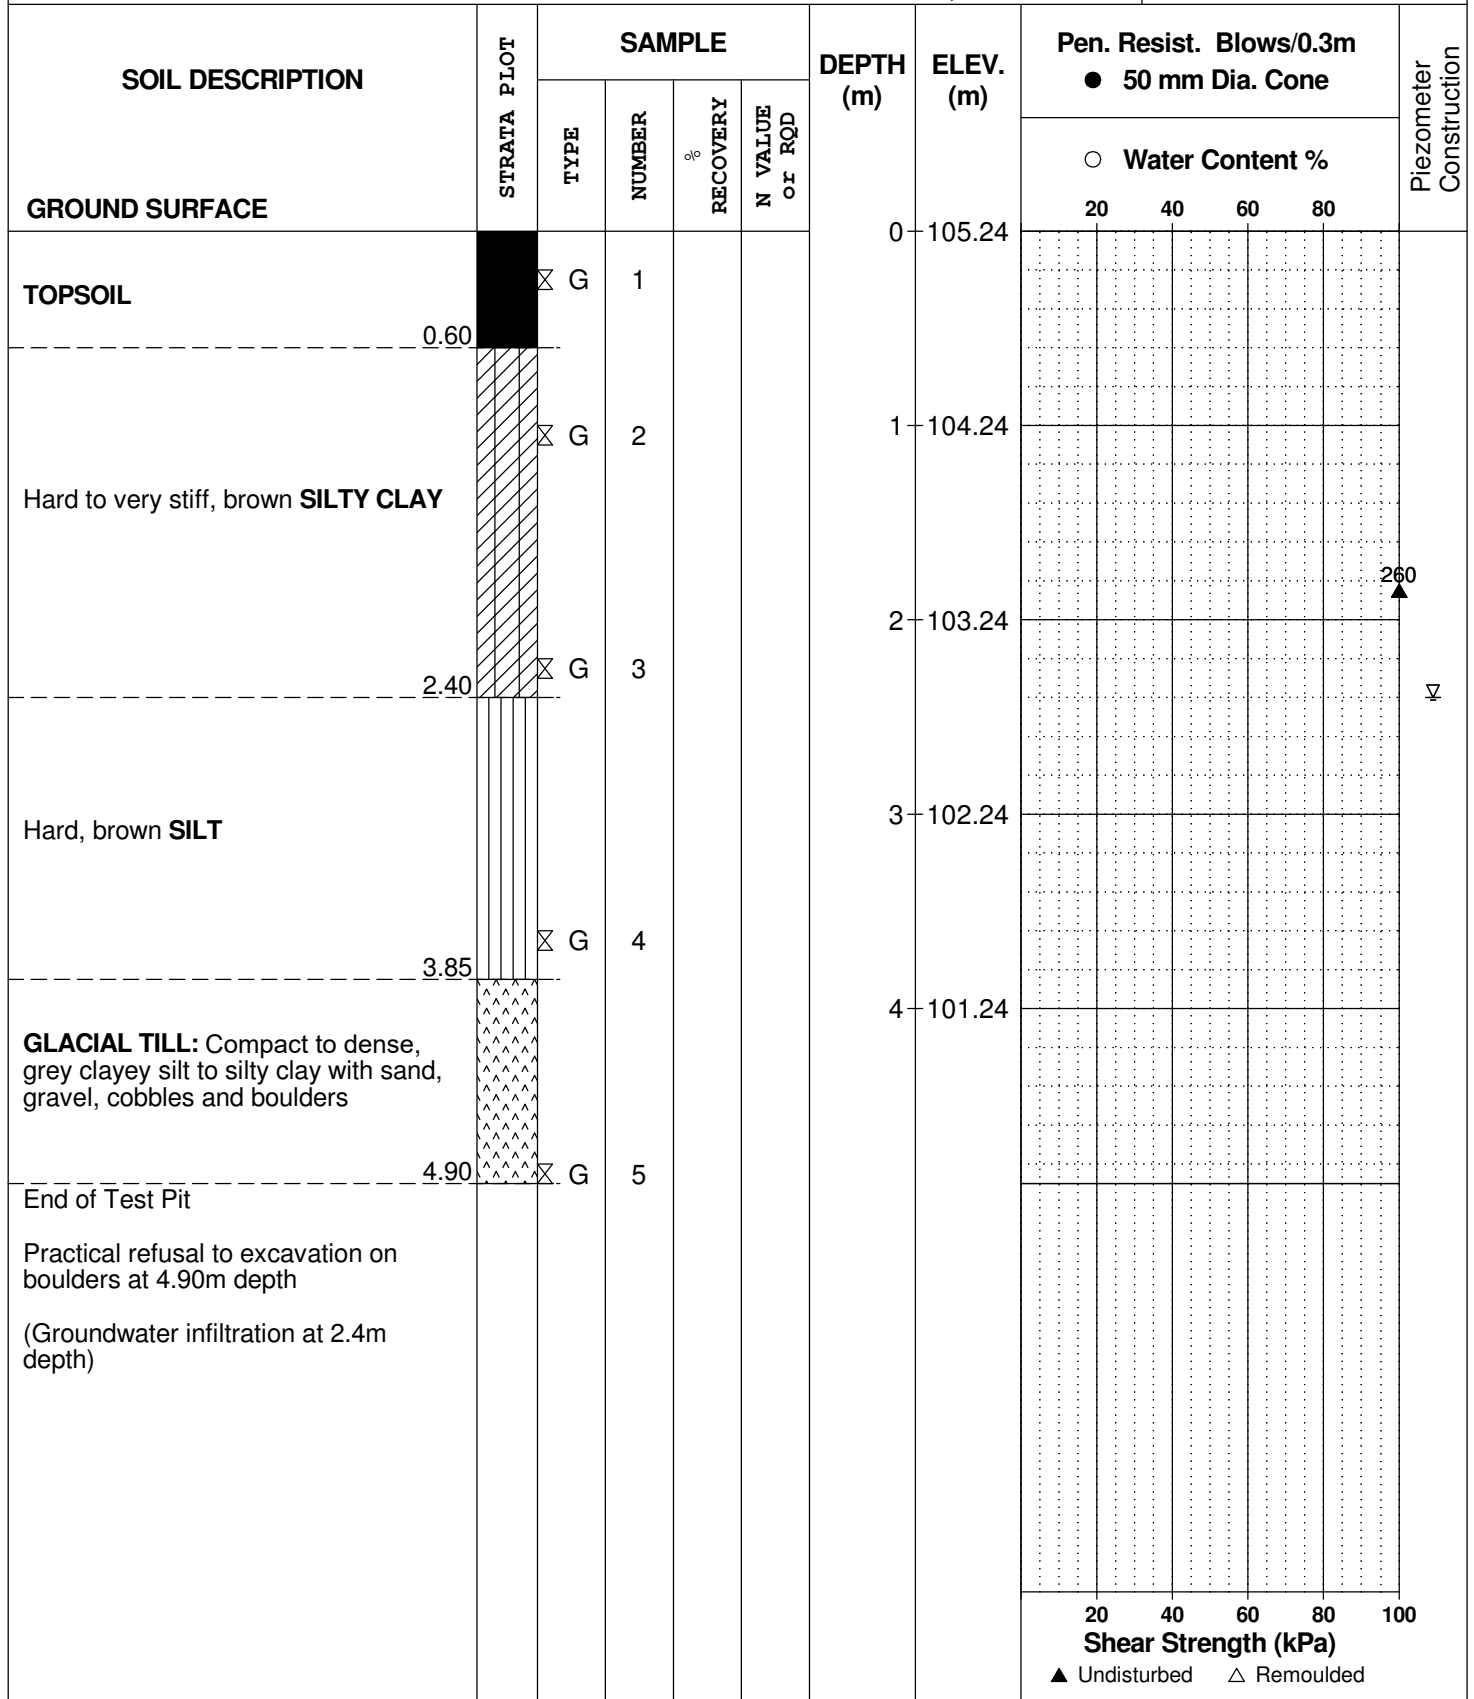 SOIL DESCRIPTION
GROUND SURFACE
STRATA PLOT
SAMPLE
TYPE
NUMBER
%
RECOVERY
N VALUE
or RQD
DEPTH
(m)
ELEV.
(m)
Pen. Resist. Blows/0.3m
● 50 mm Dia. Cone
○ Water Content %
20 40 60 80
Piezometer
Construction
0 105.24
TOPSOIL
G 1
0.60
1 104.24
G 2
Hard to very stiff, brown SILTY CLAY
260
2 103.24
G 3
2.40
3 102.24
Hard, brown SILT
G 4
3.85
4 101.24
GLACIAL TILL: Compact to dense,
grey clayey silt to silty clay with sand,
gravel, cobbles and boulders
4.90
G 5
End of Test Pit
Practical refusal to excavation on
boulders at 4.90m depth
(Groundwater infiltration at 2.4m
depth)
20 40 60 80 100
Shear Strength (kPa)
▲ Undisturbed △ Remoulded